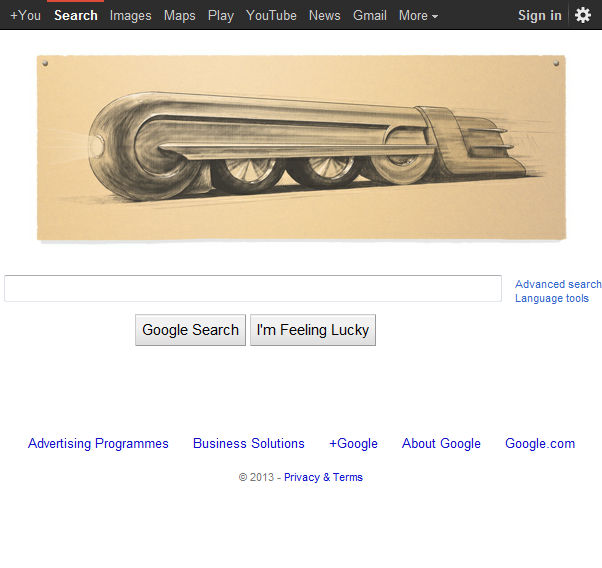 +You Search Images Maps Play YouTube News Gmail More Sign in
Advanced search
Language tools
Google Search I'm Feeling Lucky
Advertising Programmes Business Solutions +Google About Google Google.com
© 2013 - Privacy & Terms